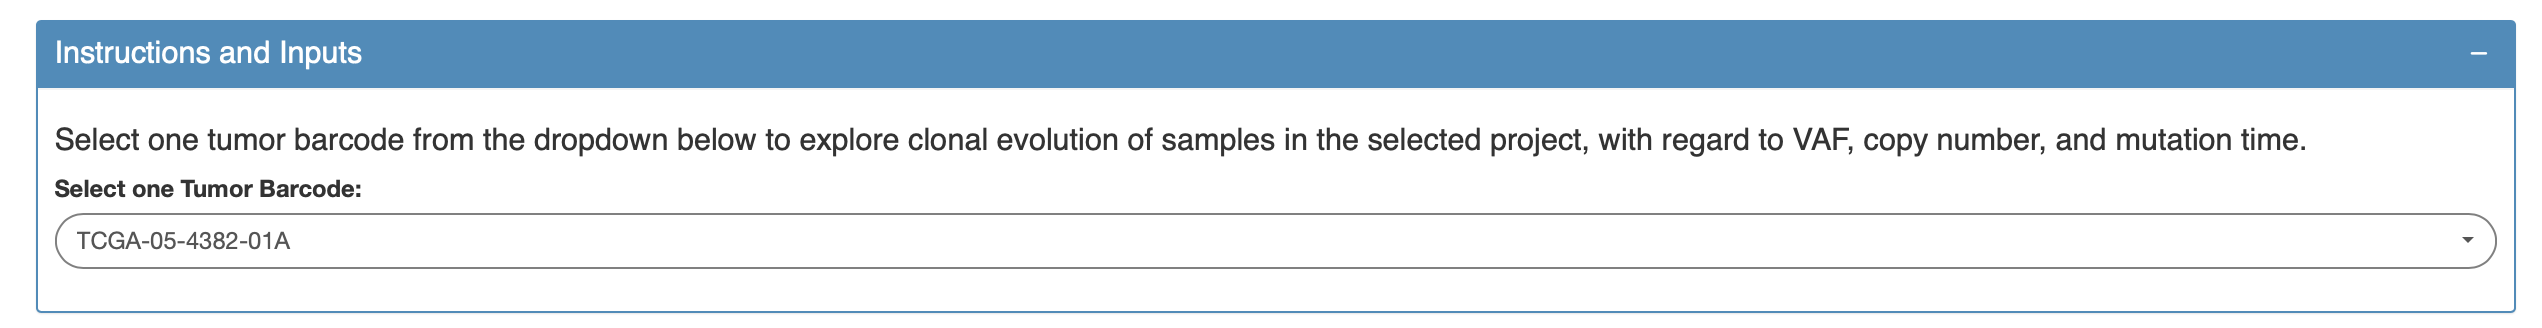 Instructions and Inputs
Select one tumor barcode from the dropdown below to explore clonal evolution of samples in the selected project, with regard to VAF, copy number, and mutation time.
Select one Tumor Barcode:
TCGA-05-4382-01A